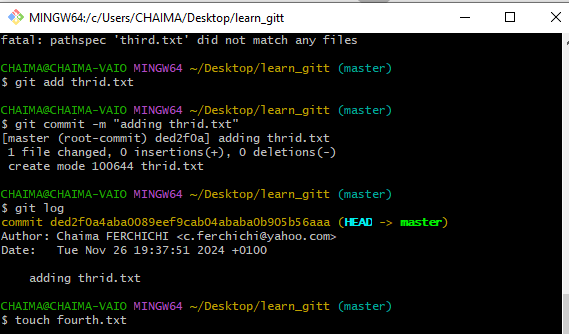 MINGW64:/c/Users/CHAIMA/Desktop/learn_gitt
fatal: pathspec 'thrid.txt' did not match any files
CHAIMA@CHAIMA-VAIO MINGW64 ~/Desktop/learn_gitt (master)
$ git add thrid.txt
CHAIMA@CHAIMA-VAIO MINGW64 ~/Desktop/learn_gitt (master)
$ git commit -m "adding thrid.txt"
[master (root-commit) ded2f0a] adding thrid.txt
1 file changed, 0 insertions(+), 0 deletions(-)
create mode 100644 thrid.txt
CHAIMA@CHAIMA-VAIO MINGW64 ~/Desktop/learn_gitt (master)
$ git log
commit ded2f0a4aba0089eef9cab04ababa0b905b56aaa (HEAD -> master)
Author: Chaima FERCHICHI <c.ferchichi@yahoo.com>
Date:   Tue Nov 26 19:37:51 2024 +0100
adding thrid.txt
CHAIMA@CHAIMA-VAIO MINGW64 ~/Desktop/learn_gitt (master)
$ touch fourth.txt